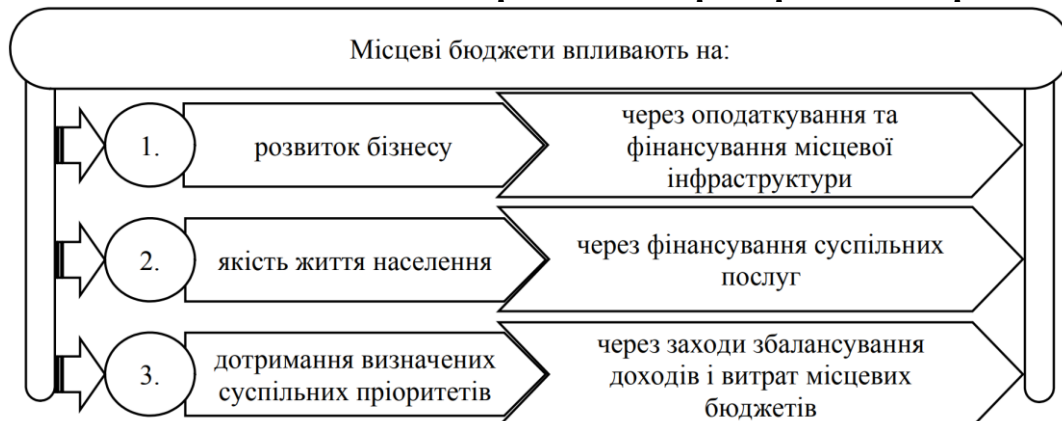 Місцеві бюджети впливають на:
1.
розвиток бізнесу
через оподаткування та
фінансування місцевої
інфраструктури
2.
якість життя населення
через фінансування суспільних
послуг
3.
дотримання визначених
суспільних пріоритетів
через заходи збалансування
доходів і витрат місцевих
бюджетів